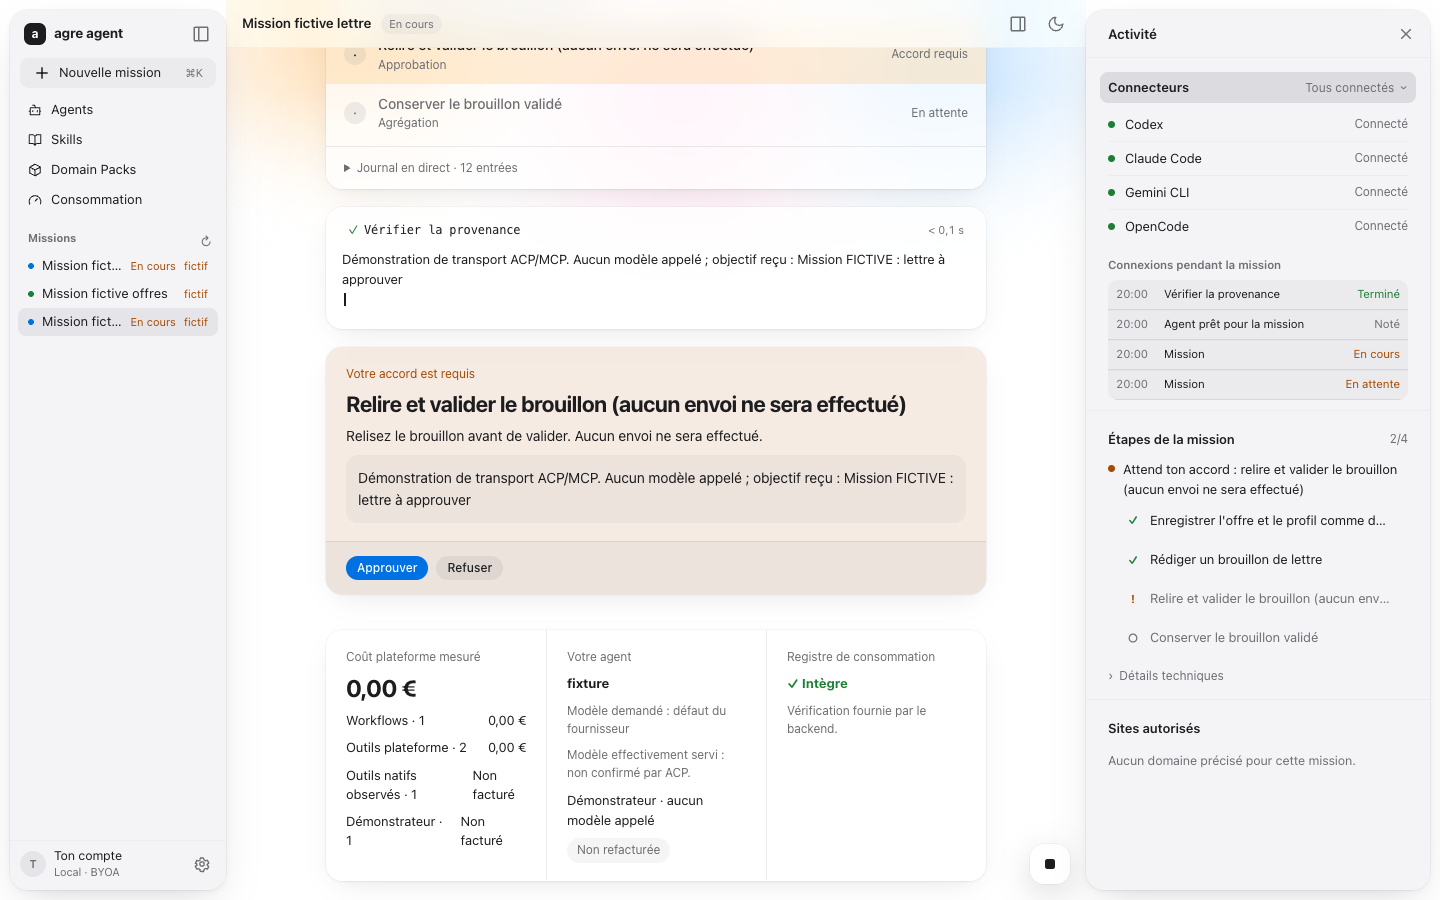 a
agre agent
Nouvelle mission
⌘K
Agents
Skills
Domain Packs
Consommation
Missions
Mission fict... En cours fictif
Mission fictive offres fictif
Mission fict... En cours fictif
T
Ton compte
Local · BYOA
Mission fictive lettre
En cours
Relire et valider le brouillon (aucun envoi ne sera effectué)
Approbation
Accord requis
Conserver le brouillon validé
Agrégation
En attente
Journal en direct · 12 entrées
Vérifier la provenance
< 0,1 s
Démonstration de transport ACP/MCP. Aucun modèle appelé ; objectif reçu : Mission FICTIVE : lettre à
approuver
Votre accord est requis
Relire et valider le brouillon (aucun envoi ne sera effectué)
Relisez le brouillon avant de valider. Aucun envoi ne sera effectué.
Démonstration de transport ACP/MCP. Aucun modèle appelé ; objectif reçu : Mission FICTIVE :
lettre à approuver
Approuver
Refuser
Coût plateforme mesuré
0,00 €
Workflows · 1 0,00 €
Outils plateforme · 2 0,00 €
Outils natifs Non
observés · 1 facturé
Démonstrateur · Non
1 facturé
Votre agent
fixture
Modèle demandé : défaut du
fournisseur
Modèle effectivement servi :
non confirmé par ACP.
Démonstrateur · aucun
modèle appelé
Non refacturée
Registre de consommation
✓ Intègre
Vérification fournie par le
backend.
Activité
Connecteurs
Tous connectés
Codex Connecté
Claude Code Connecté
Gemini CLI Connecté
OpenCode Connecté
Connexions pendant la mission
20:00 Vérifier la provenance Terminé
20:00 Agent prêt pour la mission Noté
20:00 Mission En cours
20:00 Mission En attente
Étapes de la mission 2/4
Attend ton accord : relire et valider le brouillon
(aucun envoi ne sera effectué)
Enregistrer l'offre et le profil comme d...
Rédiger un brouillon de lettre
! Relire et valider le brouillon (aucun env...
Conserver le brouillon validé
› Détails techniques
Sites autorisés
Aucun domaine précisé pour cette mission.